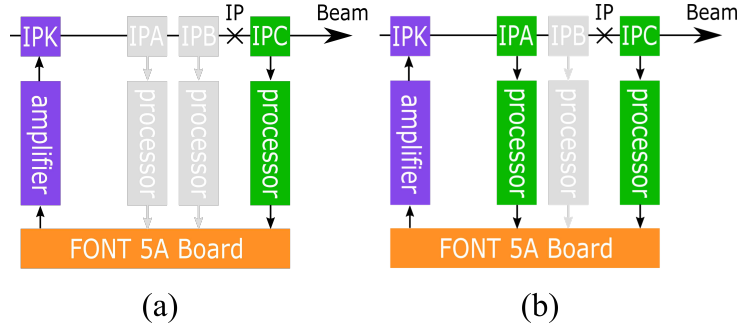 IP Beam
IPK IPA IPB IPC
amplifier processor processor processor
FONT 5A Board
(a)
IP Beam
IPK IPA IPB IPC
amplifier processor processor processor
FONT 5A Board
(b)